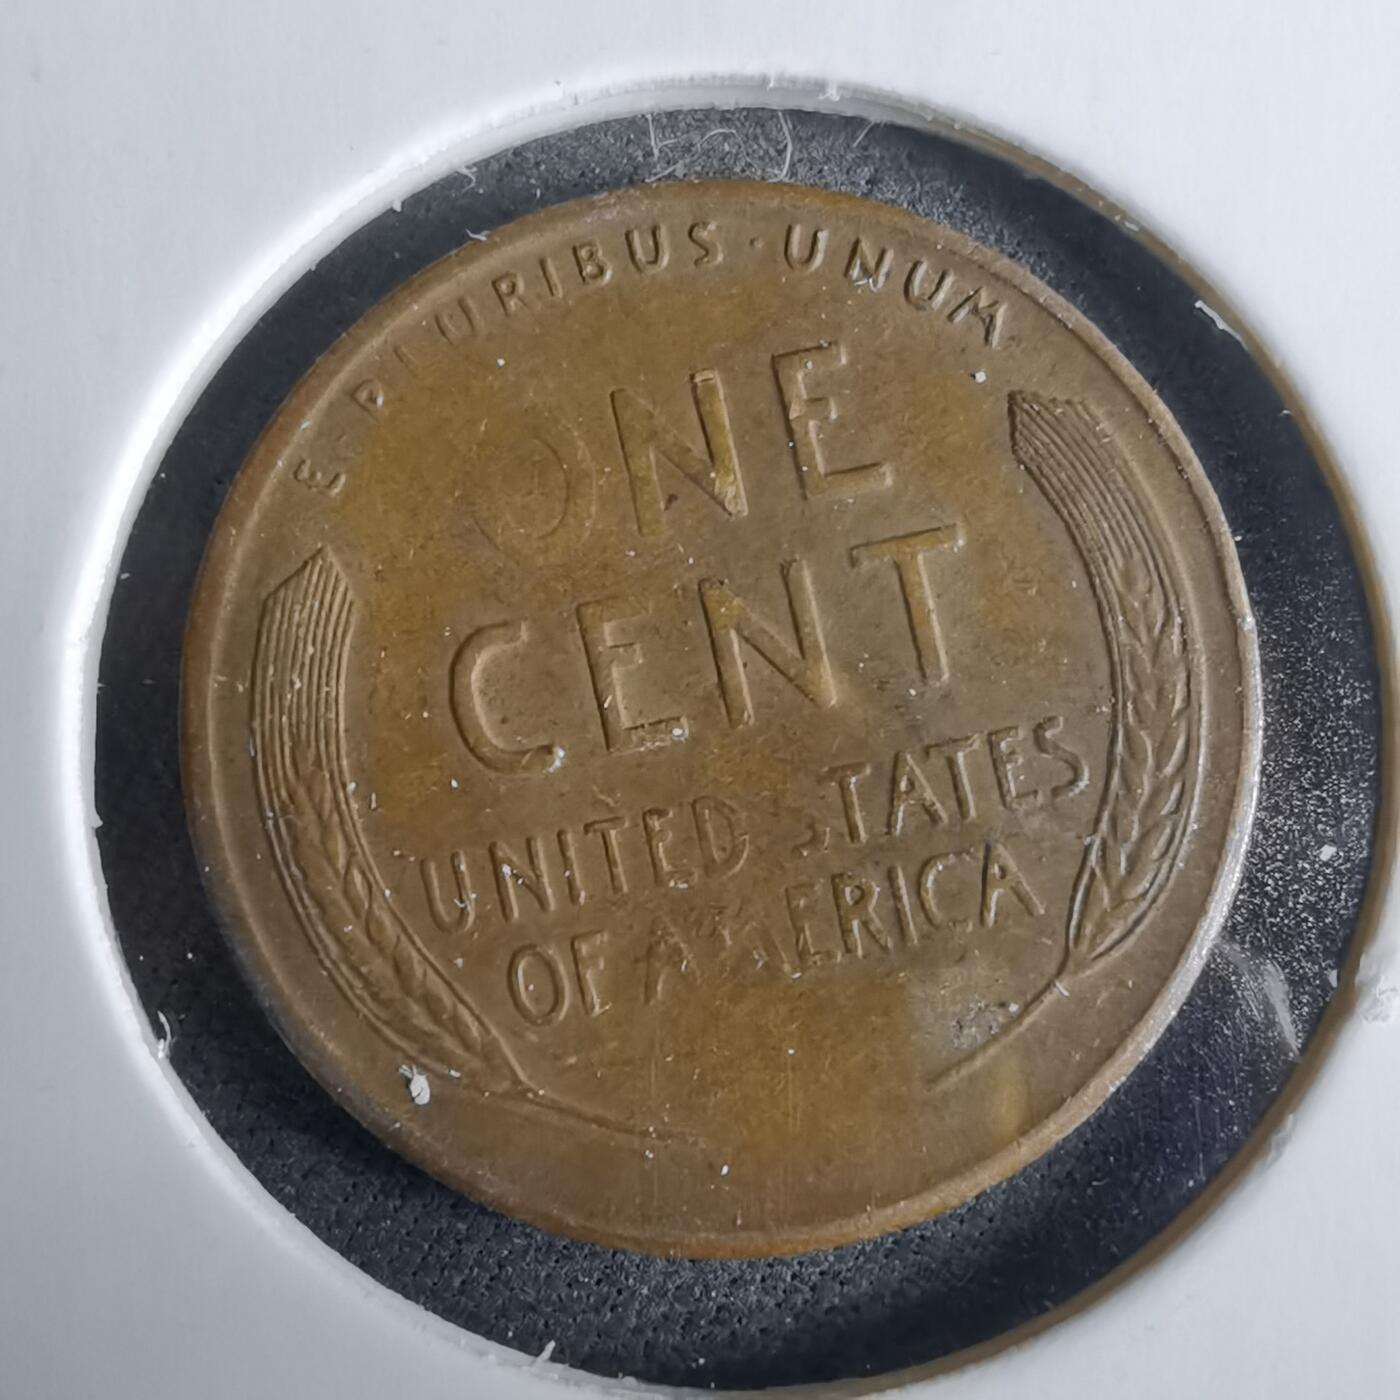 E·PLURIBUS·UNUM
ONE
CENT
UNITED STATES
OF AMERICA